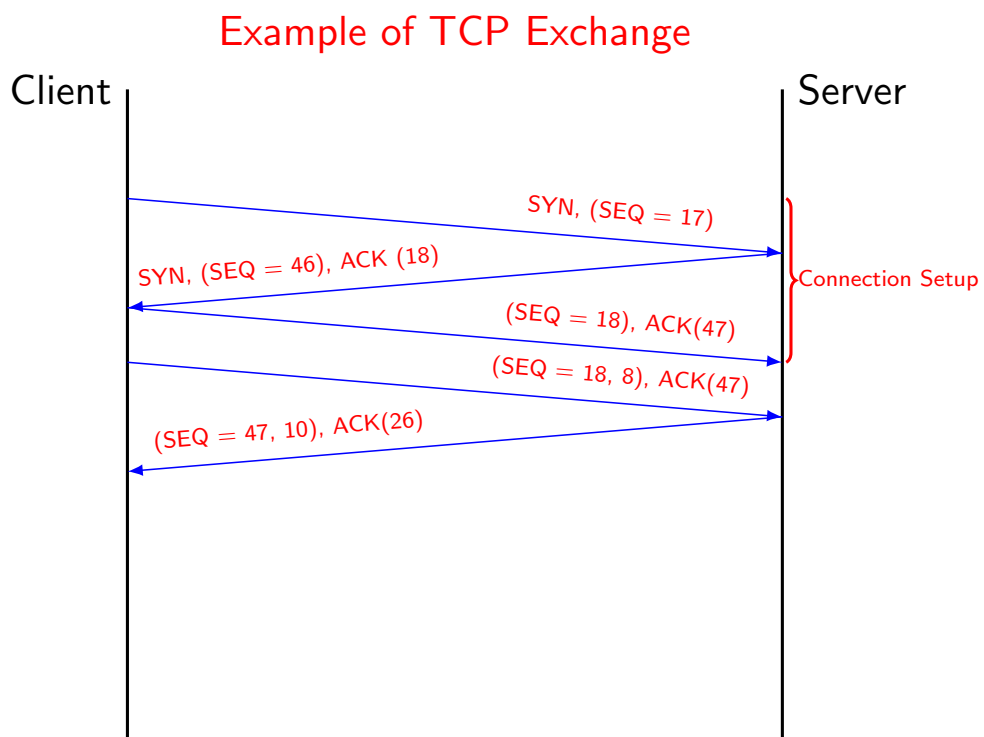 Example of TCP Exchange
Client
Server
SYN, (SEQ = 17)
SYN, (SEQ = 46), ACK (18)
Connection Setup
(SEQ = 18), ACK(47)
(SEQ = 18, 8), ACK(47)
(SEQ = 47, 10), ACK(26)